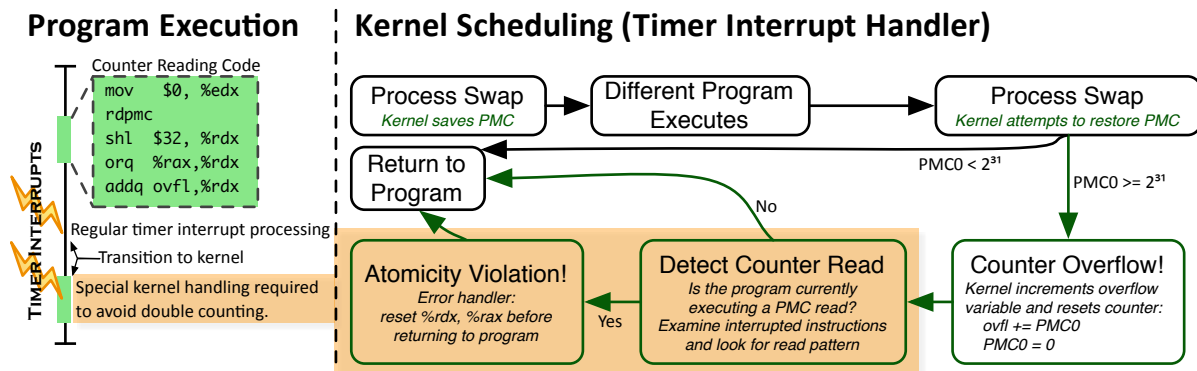 Program Execution
Counter Reading Code
mov $0, %edx
rdpmc
shl $32, %rdx
orq %rax,%rdx
addq ovfl,%rdx
TIMER INTERRUPTS
Regular timer interrupt processing
Transition to kernel
Special kernel handling required
to avoid double counting.
Kernel Scheduling (Timer Interrupt Handler)
Process Swap
Kernel saves PMC
Different Program
Executes
Process Swap
Kernel attempts to restore PMC
Return to
Program
PMC0 < 2³¹
PMC0 >= 2³¹
No
Atomicity Violation!
Error handler:
reset %rdx, %rax before
returning to program
Yes
Detect Counter Read
Is the program currently
executing a PMC read?
Examine interrupted instructions
and look for read pattern
Counter Overflow!
Kernel increments overflow
variable and resets counter:
ovfl += PMC0
PMC0 = 0